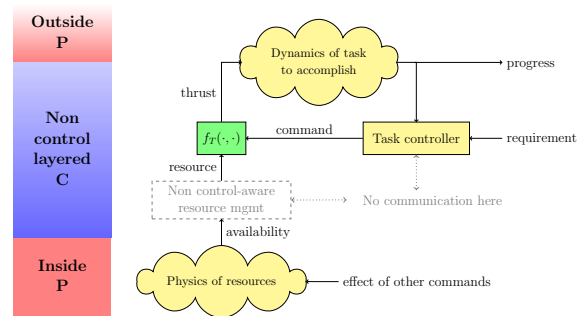 Outside
P
Dynamics of task
to accomplish
progress
thrust
Non
control
layered
C
f_T(·, ·)
command
Task controller
requirement
resource
Non control-aware
resource mgmt
No communication here
availability
Inside
P
Physics of resources
effect of other commands